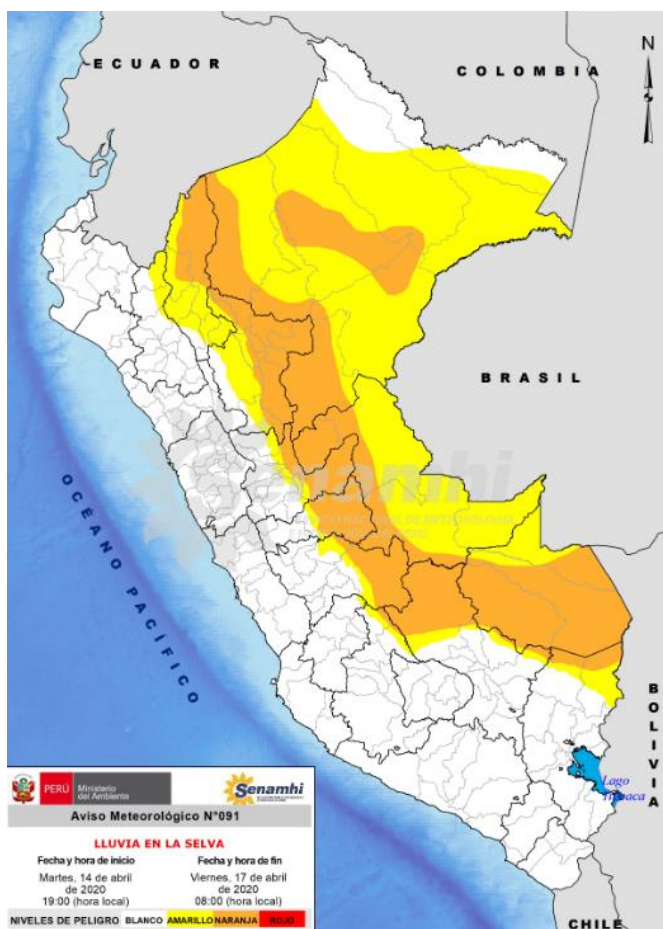 ECUADOR
COLOMBIA
N
BRASIL
OCÉANO PACÍFICO
Senamhi
BOLIVIA
Lago
CHILE
PERÚ
Ministerio
del Ambiente
Senamhi
Aviso Meteorológico N°091
LLUVIA EN LA SELVA
Fecha y hora de inicio
Martes, 14 de abril
de 2020
19:00 (hora local)
Fecha y hora de fin
Viernes, 17 de abril
de 2020
08:00 (hora local)
NIVELES DE PELIGRO BLANCO AMARILLO NARANJA ROJO